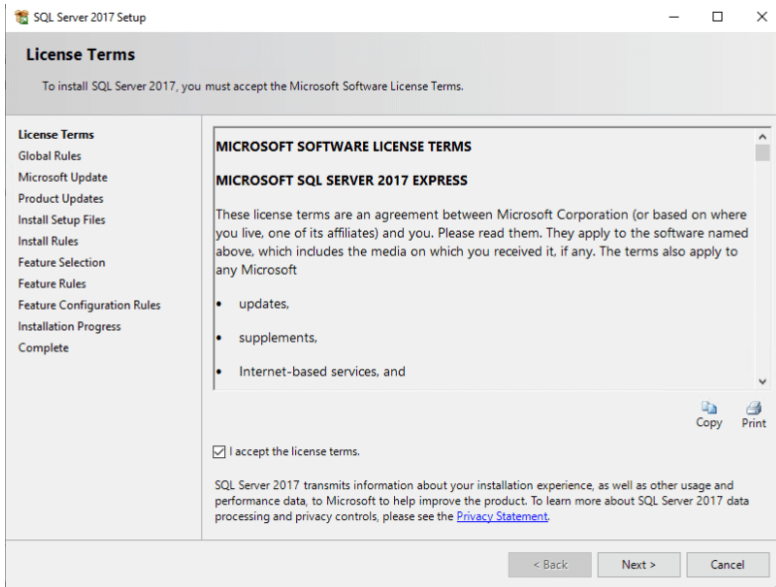 SQL Server 2017 Setup
License Terms
To install SQL Server 2017, you must accept the Microsoft Software License Terms.
License Terms
Global Rules
Microsoft Update
Product Updates
Install Setup Files
Install Rules
Feature Selection
Feature Rules
Feature Configuration Rules
Installation Progress
Complete
MICROSOFT SOFTWARE LICENSE TERMS
MICROSOFT SQL SERVER 2017 EXPRESS
These license terms are an agreement between Microsoft Corporation (or based on where
you live, one of its affiliates) and you. Please read them. They apply to the software named
above, which includes the media on which you received it, if any. The terms also apply to
any Microsoft
• updates,
• supplements,
• Internet-based services, and
Copy Print
I accept the license terms.
SQL Server 2017 transmits information about your installation experience, as well as other usage and
performance data, to Microsoft to help improve the product. To learn more about SQL Server 2017 data
processing and privacy controls, please see the Privacy Statement.
< Back Next > Cancel